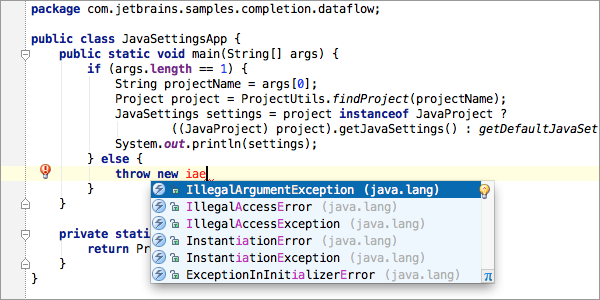 package com.jetbrains.samples.completion.dataflow;
public class JavaSettingsApp {
public static void main(String[] args) {
if (args.length == 1) {
String projectName = args[0];
Project project = ProjectUtils.findProject(projectName);
JavaSettings settings = project instanceof JavaProject ?
((JavaProject) project).getJavaSettings() : getDefaultJavaSet
System.out.println(settings);
} else {
throw new iae
IllegalArgumentException (java.lang)
} IllegalAccessError (java.lang)
} IllegalAccessException (java.lang)
InstantiationError (java.lang)
private stati InstantiationException (java.lang)
return Pr ExceptionInInitializerError (java.lang) π
}
}